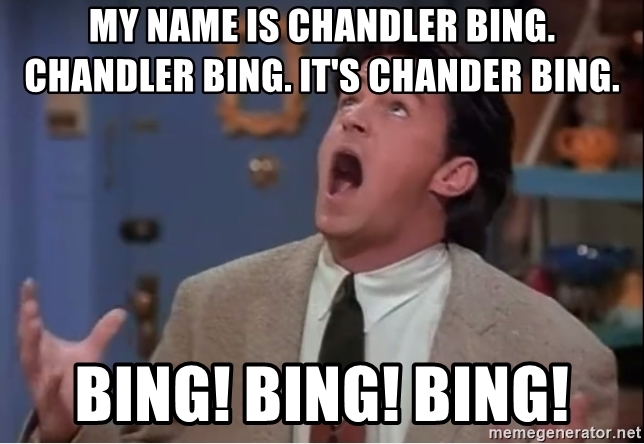 MY NAME IS CHANDLER BING.
CHANDLER BING. IT'S CHANDER BING.
BING! BING! BING!
memegenerator.net